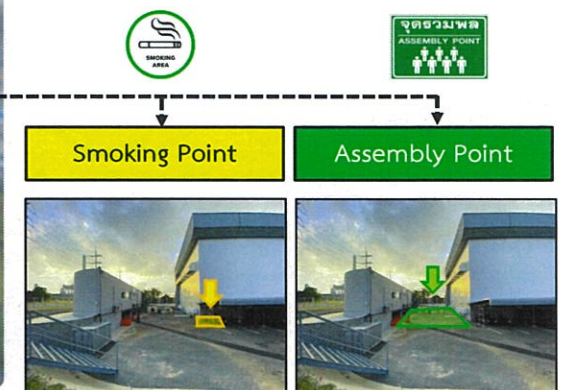 SMOKING
AREA
จุดรวมพล
ASSEMBLY POINT
Smoking Point
Assembly Point